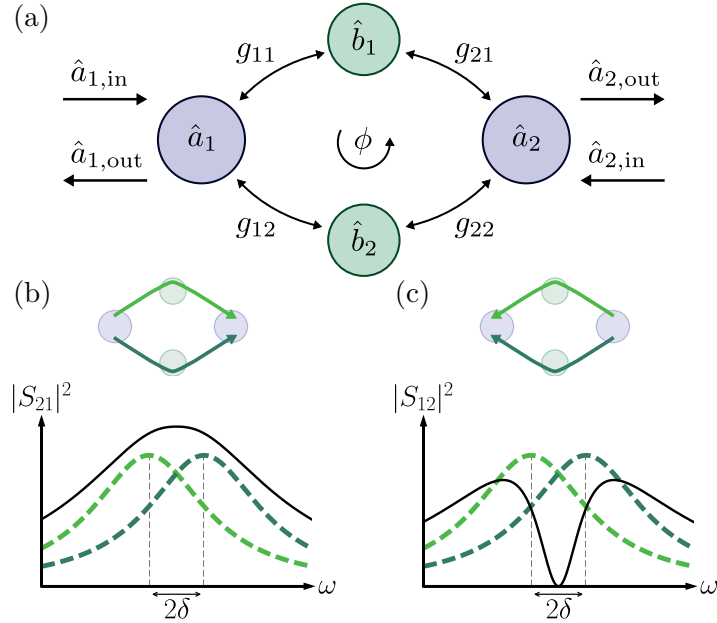 (a)
b̂₁
g₁₁
g₂₁
â₁,in
â₂,out
â₁
ϕ
â₂
â₁,out
â₂,in
g₁₂
g₂₂
b̂₂
(b)
(c)
|S₂₁|²
|S₁₂|²
2δ
ω
2δ
ω